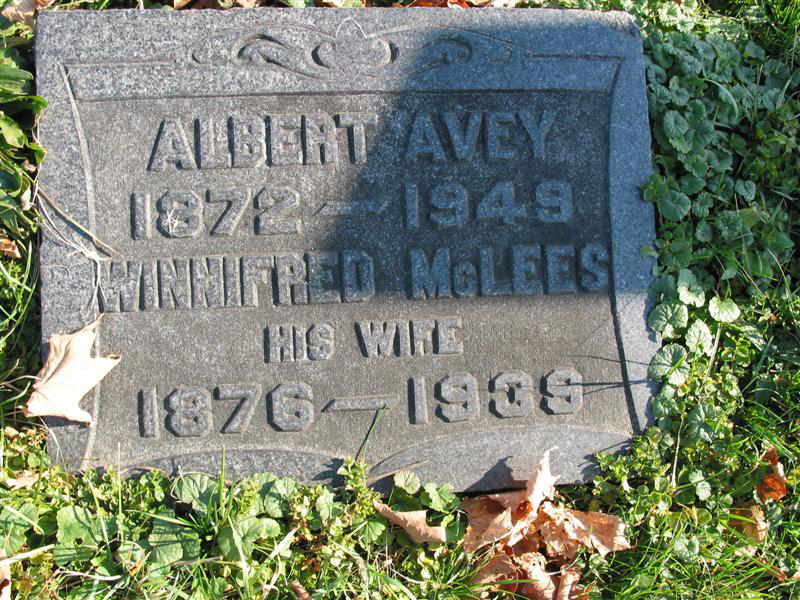 ALBERT AVEY
1872 — 1949
WINNIFRED McLEES
HIS WIFE
1876 — 1939